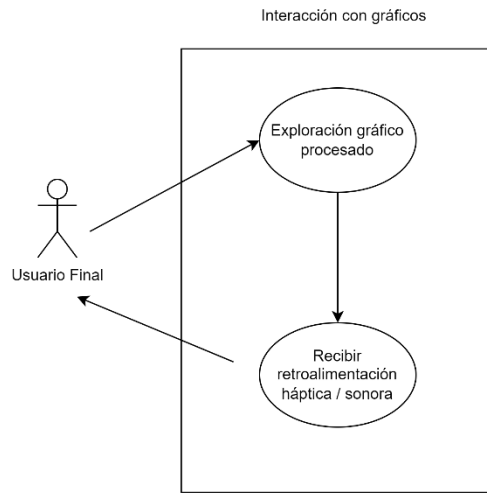 Interacción con gráficos
Exploración gráfico
procesado
Usuario Final
Recibir
retroalimentación
háptica / sonora